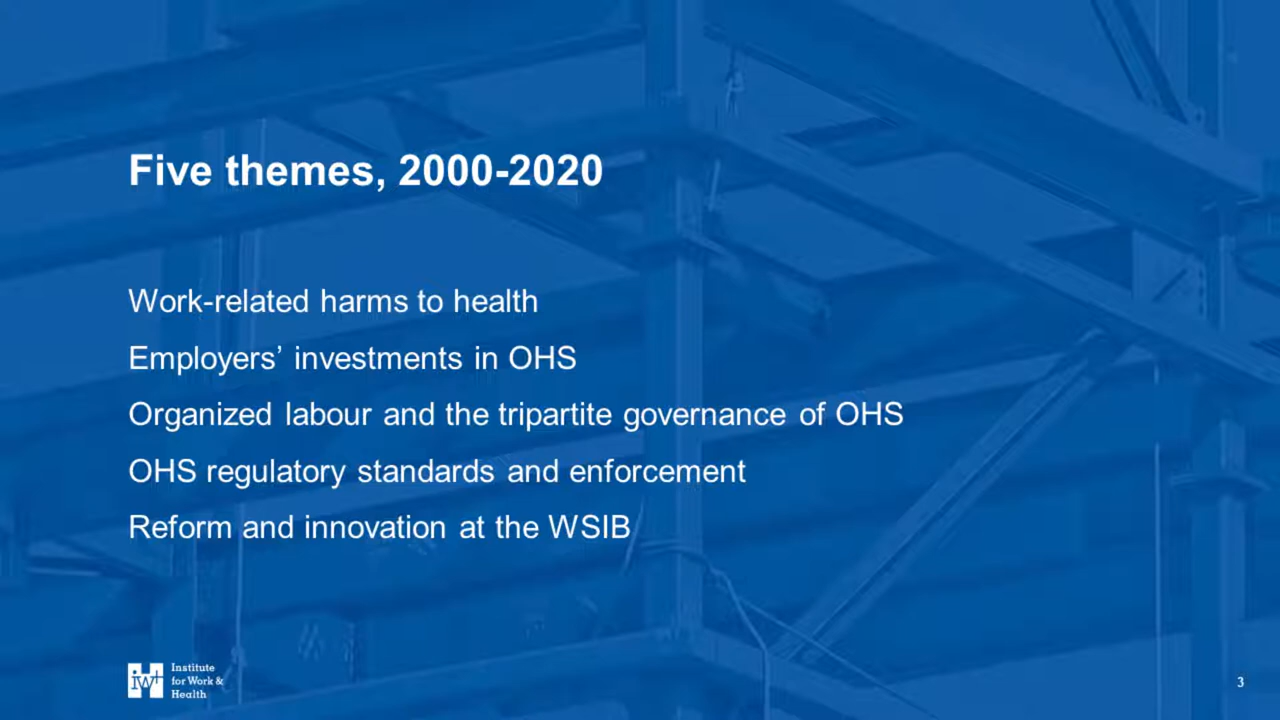 Five themes, 2000-2020
Work-related harms to health
Employers’ investments in OHS
Organized labour and the tripartite governance of OHS
OHS regulatory standards and enforcement
Reform and innovation at the WSIB
iwh
Institute
for Work &
Health
3